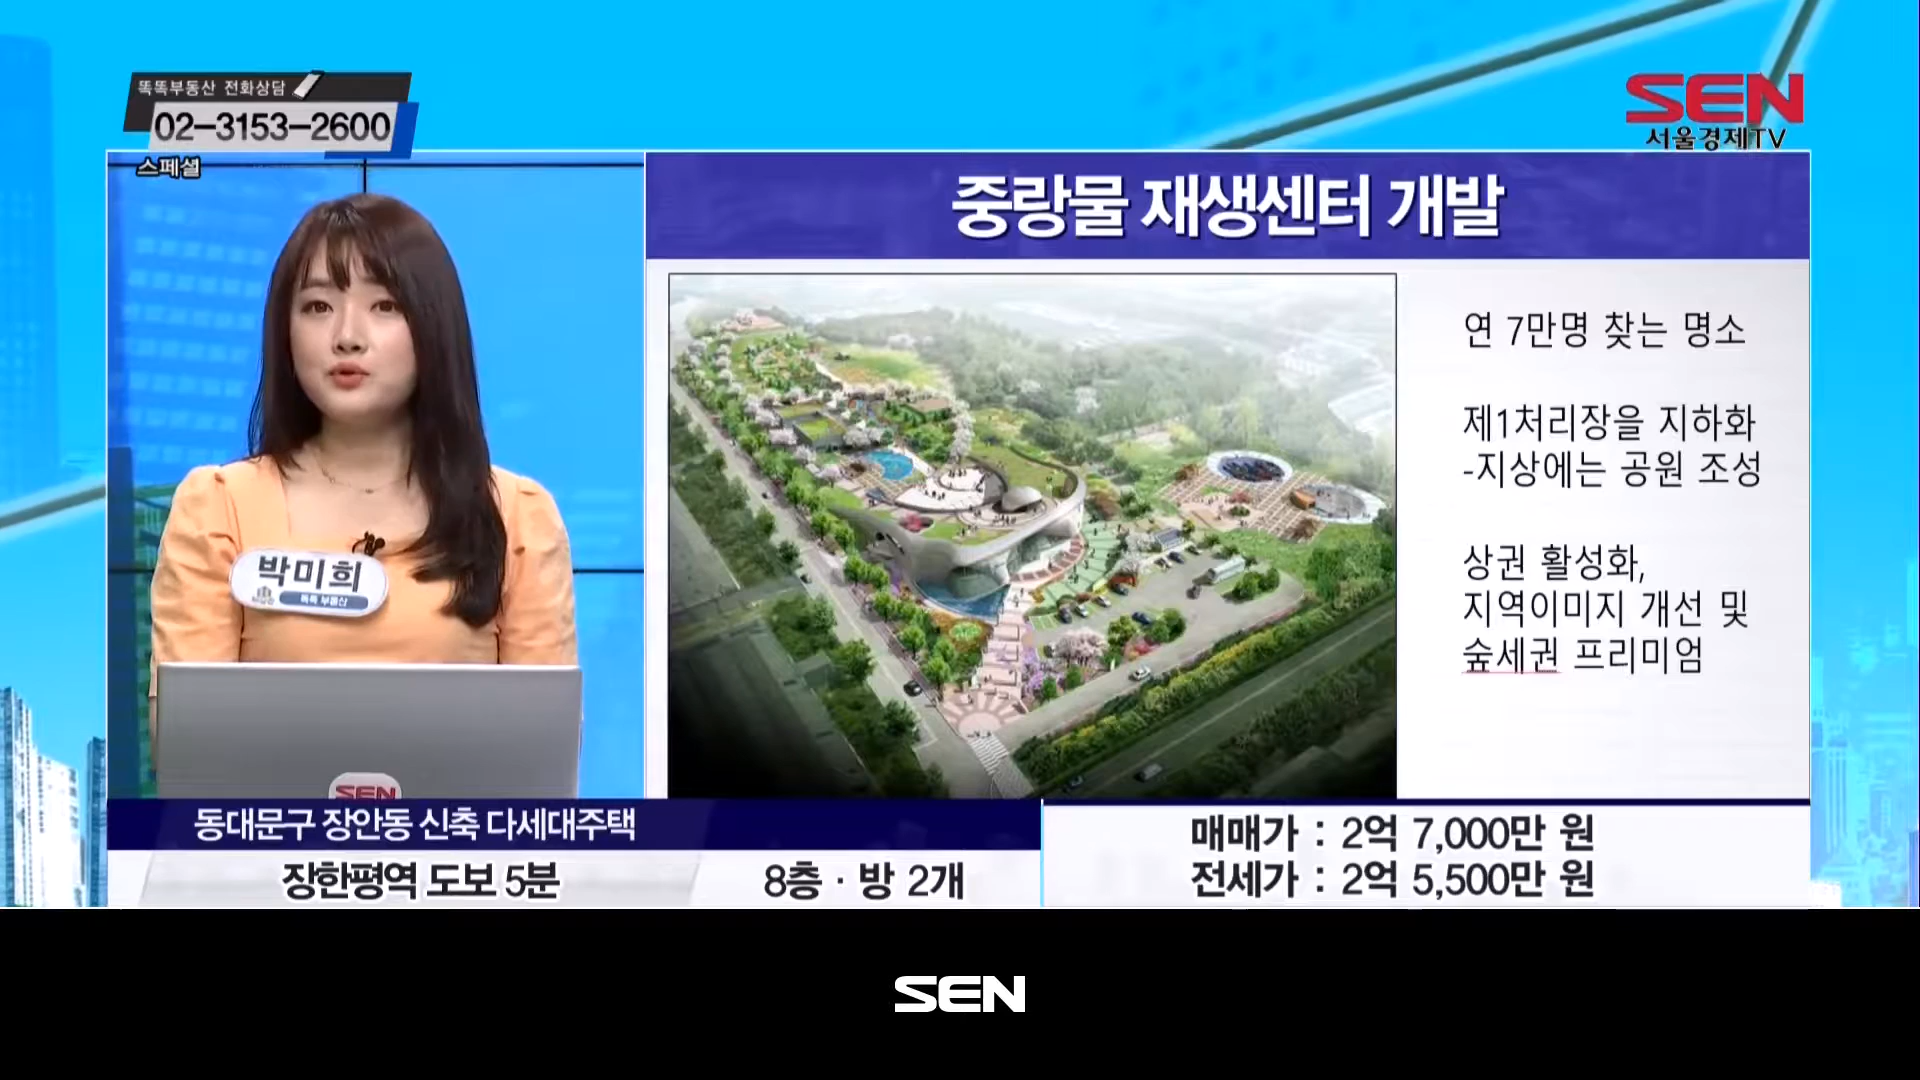 똑똑부동산 전화상담
02-3153-2600
스페셜
SEN
서울경제TV
중랑물 재생센터 개발
연 7만명 찾는 명소
제1처리장을 지하화
-지상에는 공원 조성
상권 활성화,
지역이미지 개선 및
숲세권 프리미엄
박미희
똑똑 부동산
SEN
동대문구 장안동 신축 다세대주택
장한평역 도보 5분
8층 · 방 2개
매매가 : 2억 7,000만 원
전세가 : 2억 5,500만 원
SEN